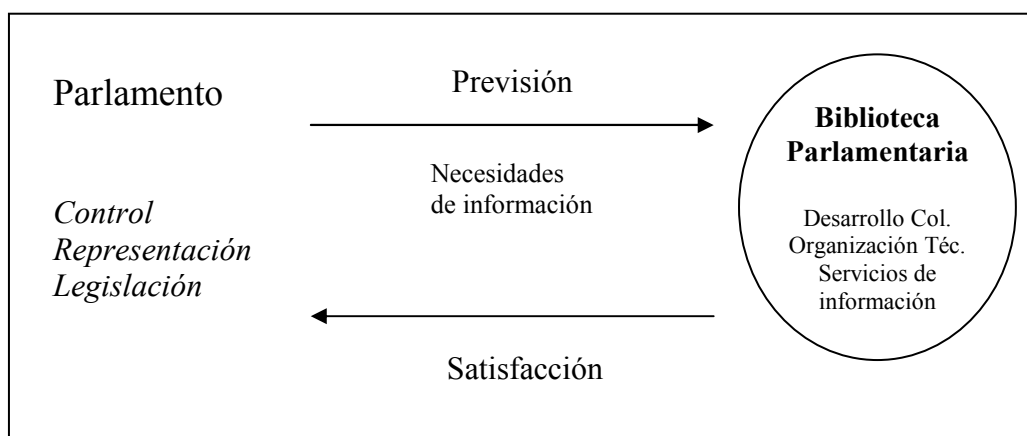 Parlamento
Control
Representación
Legislación
Previsión
Necesidades
de información
Satisfacción
Biblioteca
Parlamentaria
Desarrollo Col.
Organización Téc.
Servicios de
información